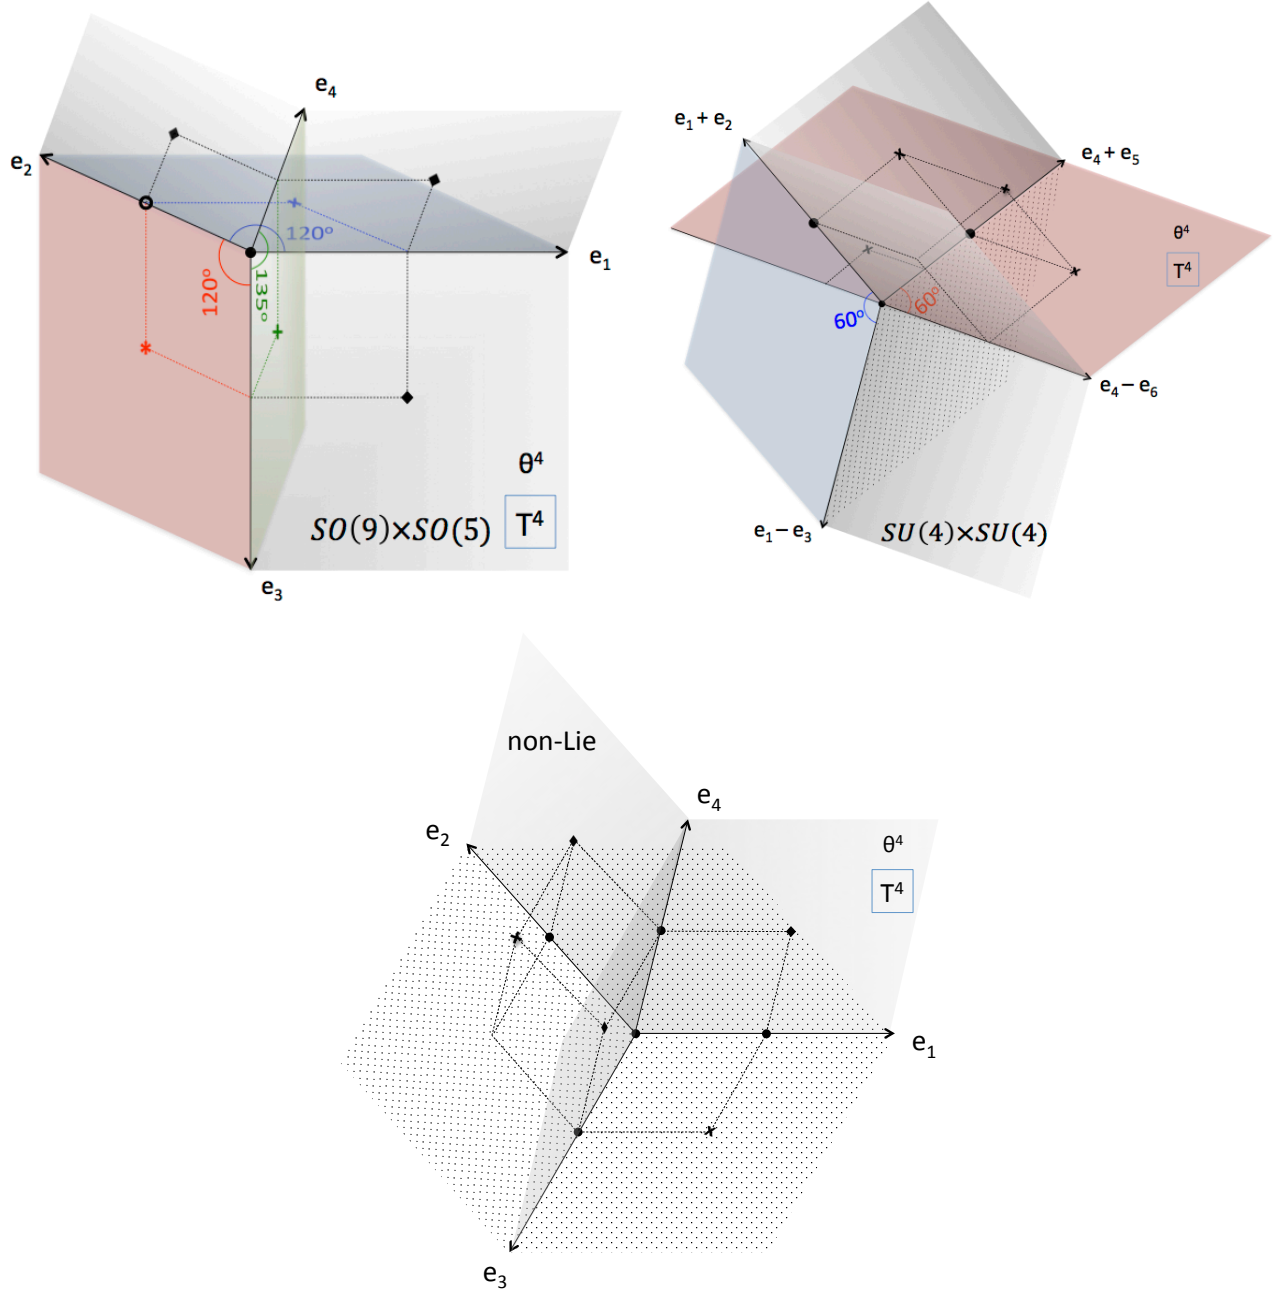 e₄
e₂
120°
e₁
120°
135°
θ⁴
SO(9)×SO(5)
T⁴
e₃
e₁ + e₂
e₄ + e₅
θ⁴
T⁴
60°
60°
e₄ − e₆
e₁ − e₃
SU(4)×SU(4)
non-Lie
e₄
e₂
θ⁴
T⁴
e₁
e₃